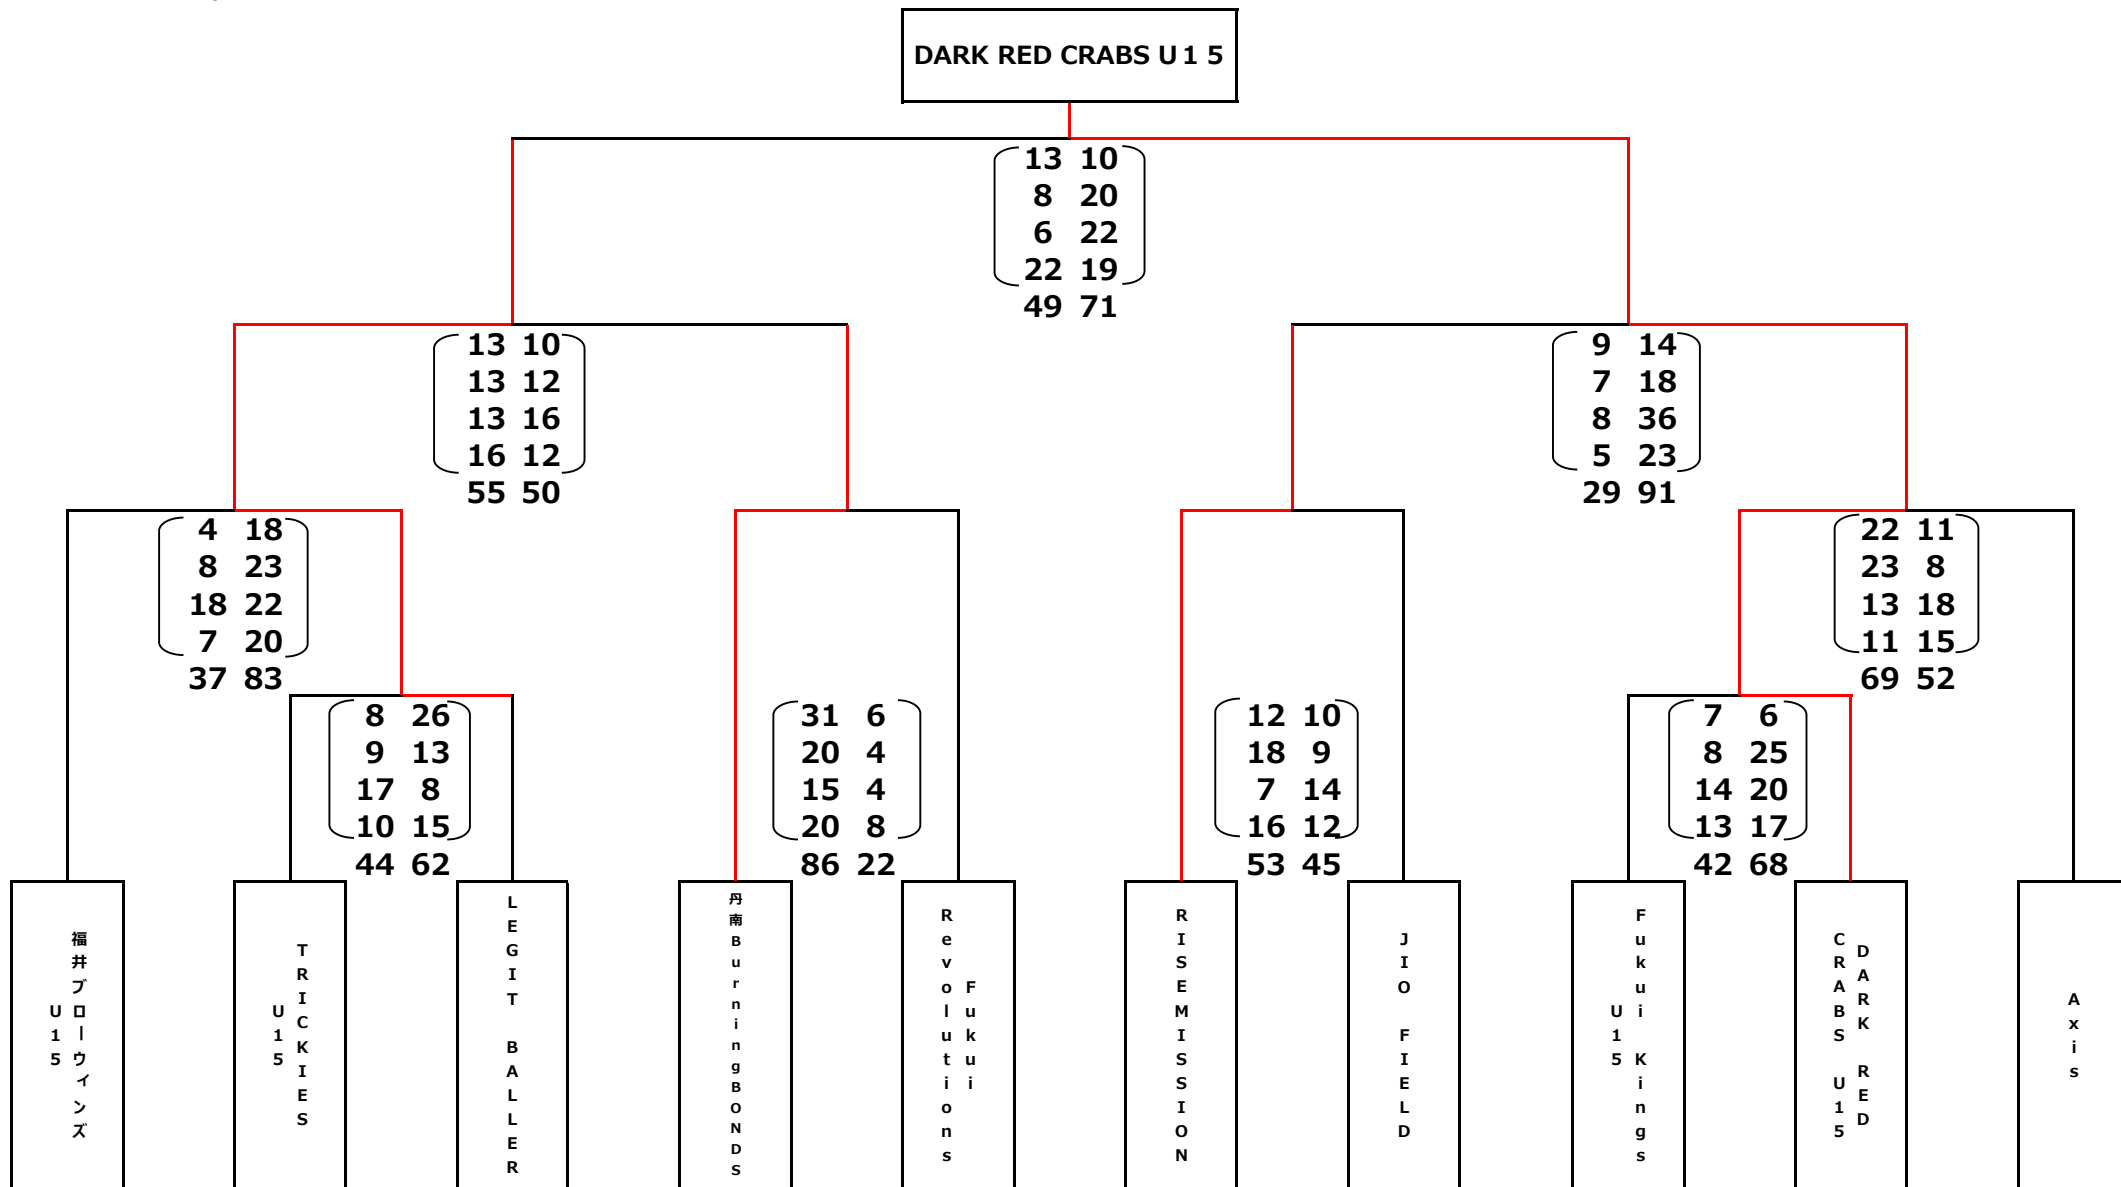 DARK RED CRABS U１５
13 10
8 20
6 22
22 19
49 71
13 10
13 12
13 16
16 12
55 50
9 14
7 18
8 36
5 23
29 91
4 18
8 23
18 22
7 20
37 83
22 11
23 8
13 18
11 15
69 52
8 26
9 13
17 8
10 15
44 62
31 6
20 4
15 4
20 8
86 22
12 10
18 9
7 14
16 12
53 45
7 6
8 25
14 20
13 17
42 68
福井ブローウィンズ
U15
TRICKIES
U15
LEGIT BALLER
丹南BurningBONDS
Fukui
Revolutions
RISEMISSION
JIO FIELD
Fukui Kings
U15
DARK RED
CRABS U15
Axis